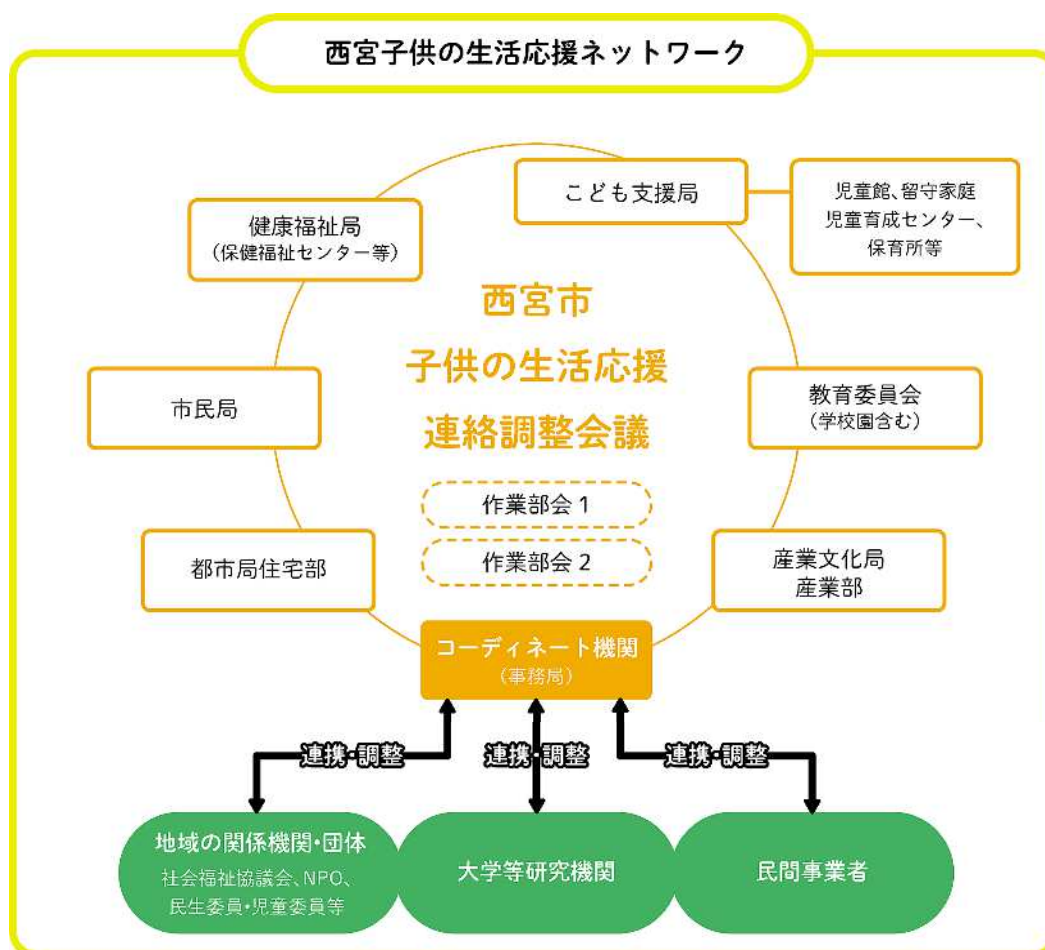 西宮子供の生活応援ネットワーク
こども支援局
児童館、留守家庭
児童育成センター、
保育所等
健康福祉局
（保健福祉センター等）
西宮市
子供の生活応援
連絡調整会議
市民局
教育委員会
（学校園含む）
作業部会 1
作業部会 2
都市局住宅部
産業文化局
産業部
コーディネート機関
（事務局）
連携・調整
連携・調整
連携・調整
地域の関係機関・団体
社会福祉協議会、NPO、
民生委員・児童委員等
大学等研究機関
民間事業者